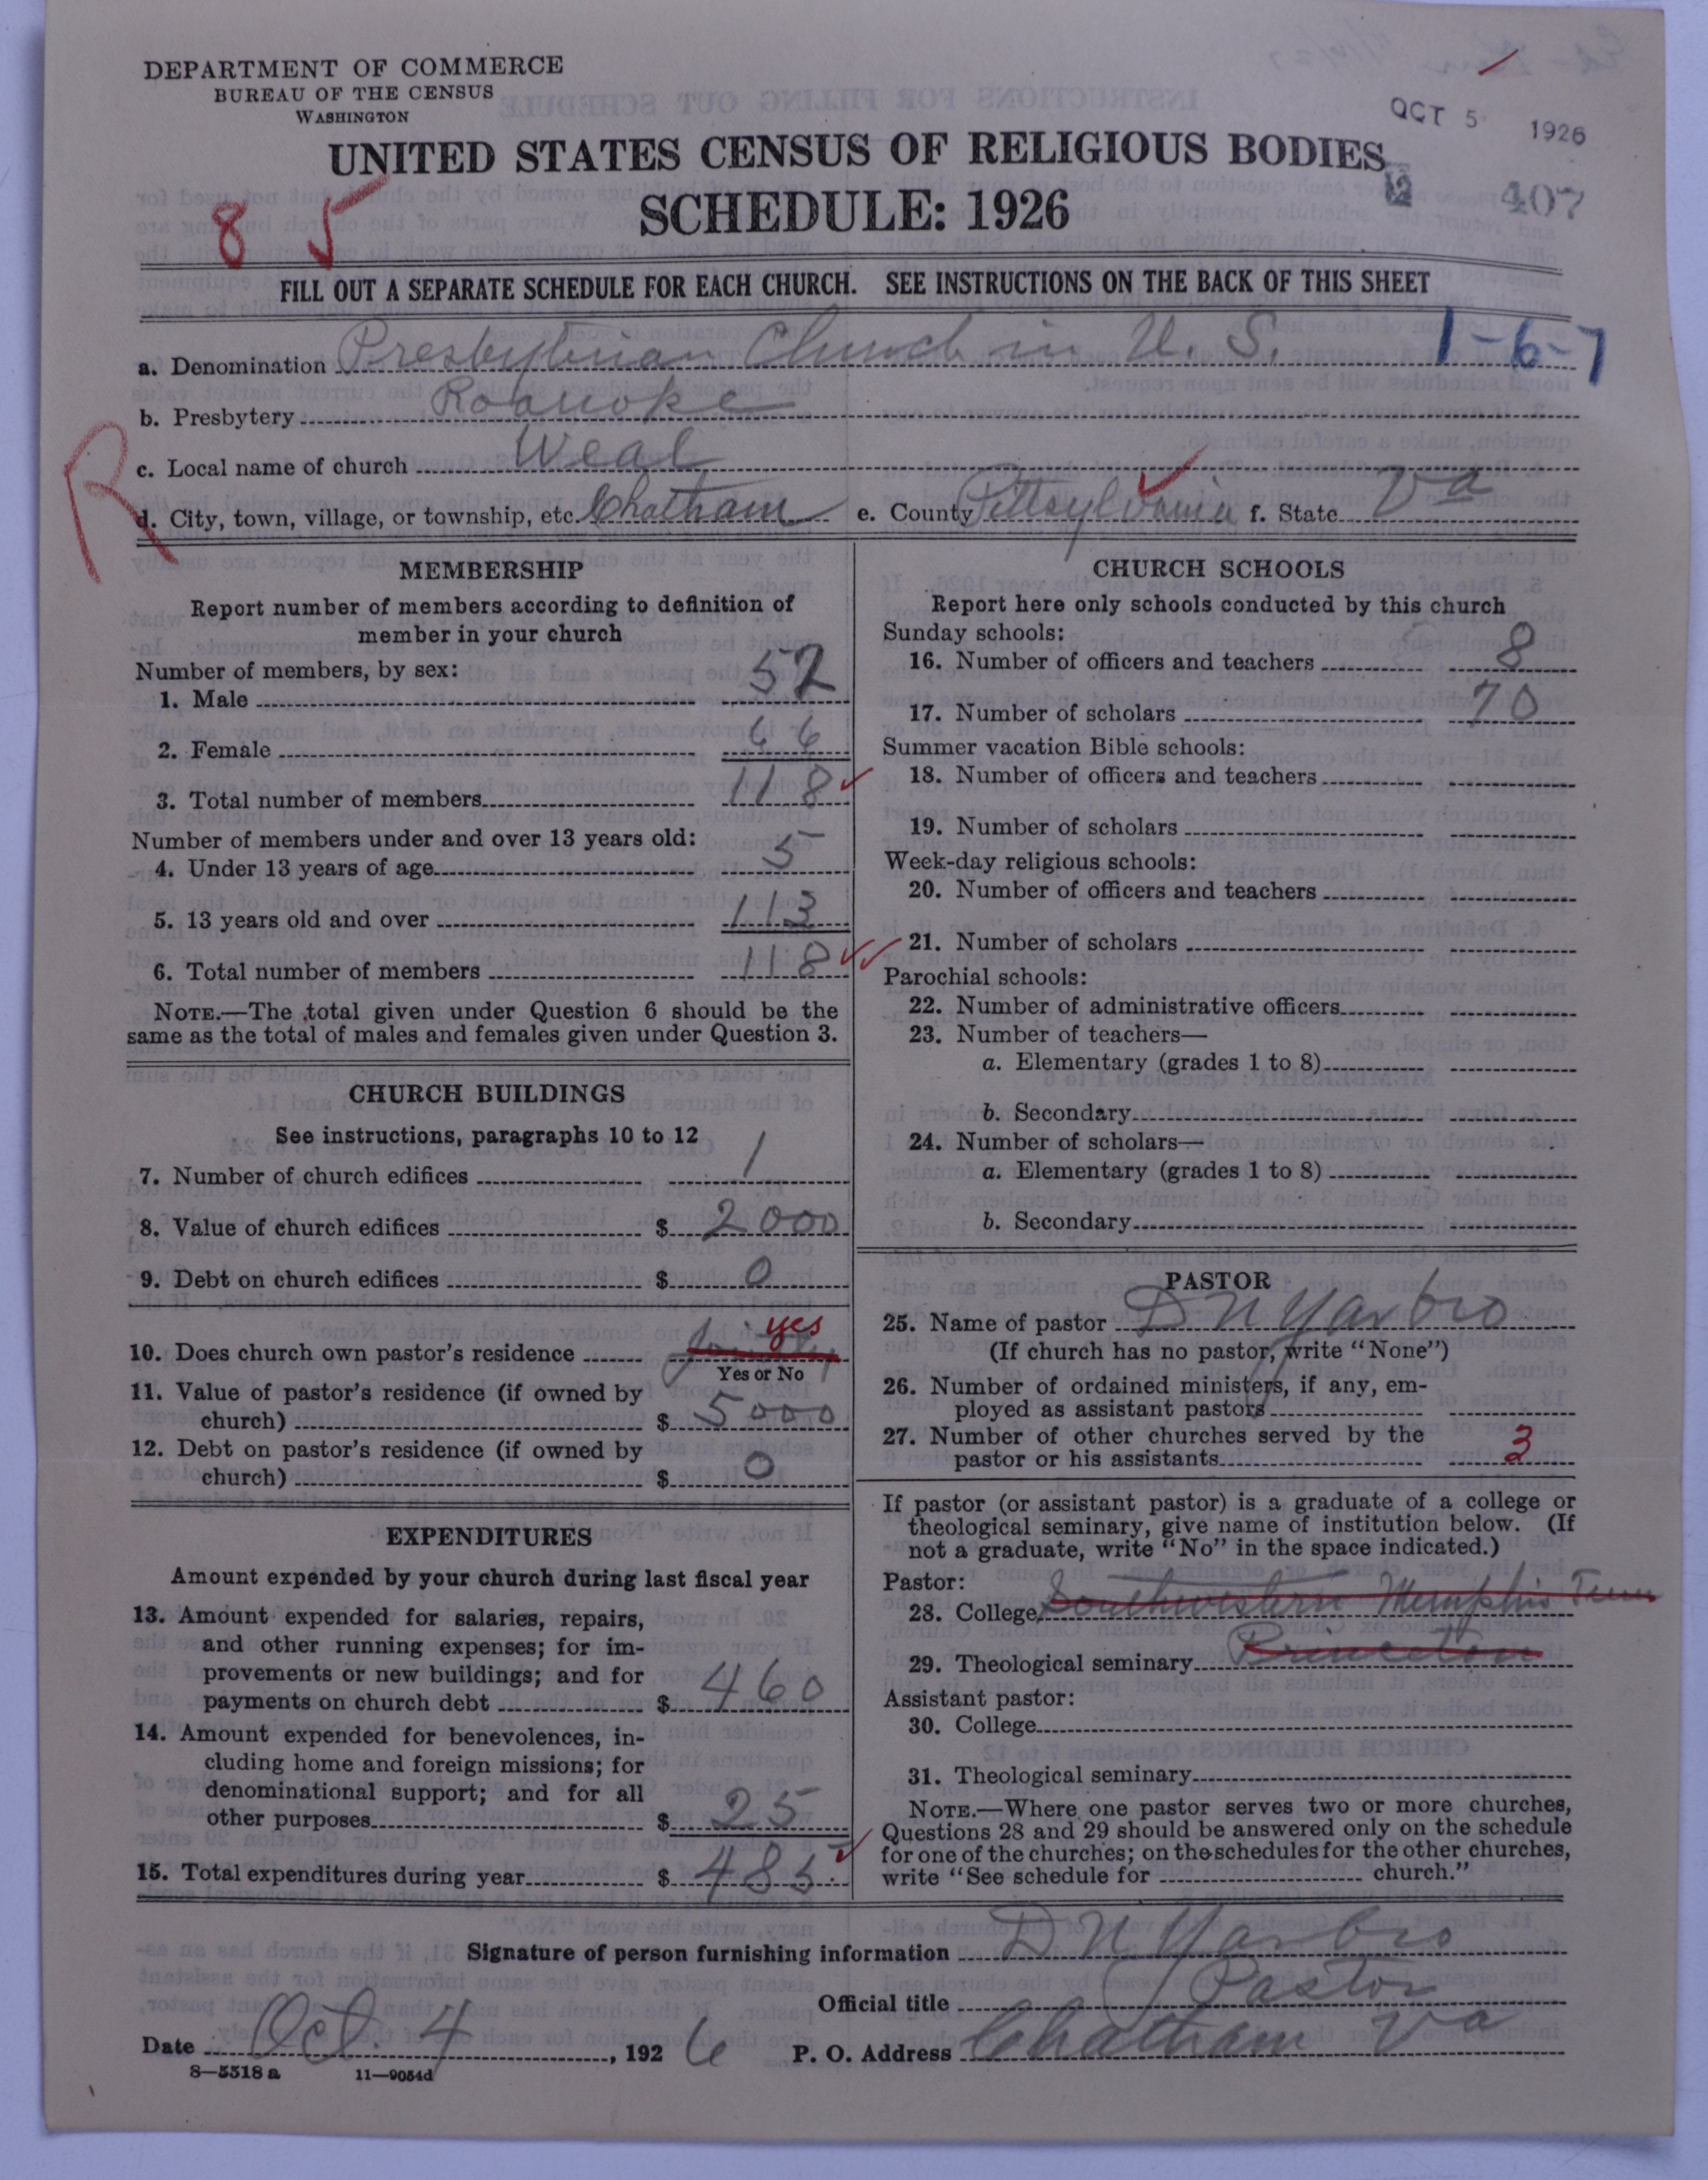 DEPARTMENT OF COMMERCE
BUREAU OF THE CENSUS
WASHINGTON
OCT 5 1926
UNITED STATES CENSUS OF RELIGIOUS BODIES
SCHEDULE: 1926
12 407
8 5
FILL OUT A SEPARATE SCHEDULE FOR EACH CHURCH. SEE INSTRUCTIONS ON THE BACK OF THIS SHEET
a. Denomination Presbyterian Church in U. S. 1-6-7
b. Presbytery Roanoke
c. Local name of church Weal
R
d. City, town, village, or township, etc. Chatham e. County Pittsylvania f. State Va
MEMBERSHIP
Report number of members according to definition of
member in your church
Number of members, by sex:
1. Male 52
2. Female 66
3. Total number of members 118
Number of members under and over 13 years old:
4. Under 13 years of age 5
5. 13 years old and over 113
6. Total number of members 118
NOTE.—The total given under Question 6 should be the
same as the total of males and females given under Question 3.
CHURCH BUILDINGS
See instructions, paragraphs 10 to 12
7. Number of church edifices 1
8. Value of church edifices $ 2000
9. Debt on church edifices $ 0
10. Does church own pastor's residence yes
Yes or No
11. Value of pastor's residence (if owned by
church) $ 5000
12. Debt on pastor's residence (if owned by
church) $ 0
EXPENDITURES
Amount expended by your church during last fiscal year
13. Amount expended for salaries, repairs,
and other running expenses; for im-
provements or new buildings; and for
payments on church debt $ 460
14. Amount expended for benevolences, in-
cluding home and foreign missions; for
denominational support; and for all
other purposes $ 25
15. Total expenditures during year $ 485
CHURCH SCHOOLS
Report here only schools conducted by this church
Sunday schools:
16. Number of officers and teachers 8
17. Number of scholars 70
Summer vacation Bible schools:
18. Number of officers and teachers
19. Number of scholars
Week-day religious schools:
20. Number of officers and teachers
21. Number of scholars
Parochial schools:
22. Number of administrative officers
23. Number of teachers—
a. Elementary (grades 1 to 8)
b. Secondary
24. Number of scholars—
a. Elementary (grades 1 to 8)
b. Secondary
PASTOR
25. Name of pastor D N Yarbro
(If church has no pastor, write "None")
26. Number of ordained ministers, if any, em-
ployed as assistant pastors
27. Number of other churches served by the
pastor or his assistants 3
If pastor (or assistant pastor) is a graduate of a college or
theological seminary, give name of institution below. (If
not a graduate, write "No" in the space indicated.)
Pastor:
28. College Southwestern Memphis Tenn
29. Theological seminary Princeton
Assistant pastor:
30. College
31. Theological seminary
NOTE.—Where one pastor serves two or more churches,
Questions 28 and 29 should be answered only on the schedule
for one of the churches; on the schedules for the other churches,
write "See schedule for church."
Signature of person furnishing information D N Yarbro
Official title Pastor
Date Oct. 4, 1926 P. O. Address Chatham Va
8—5518 a 11—9054d